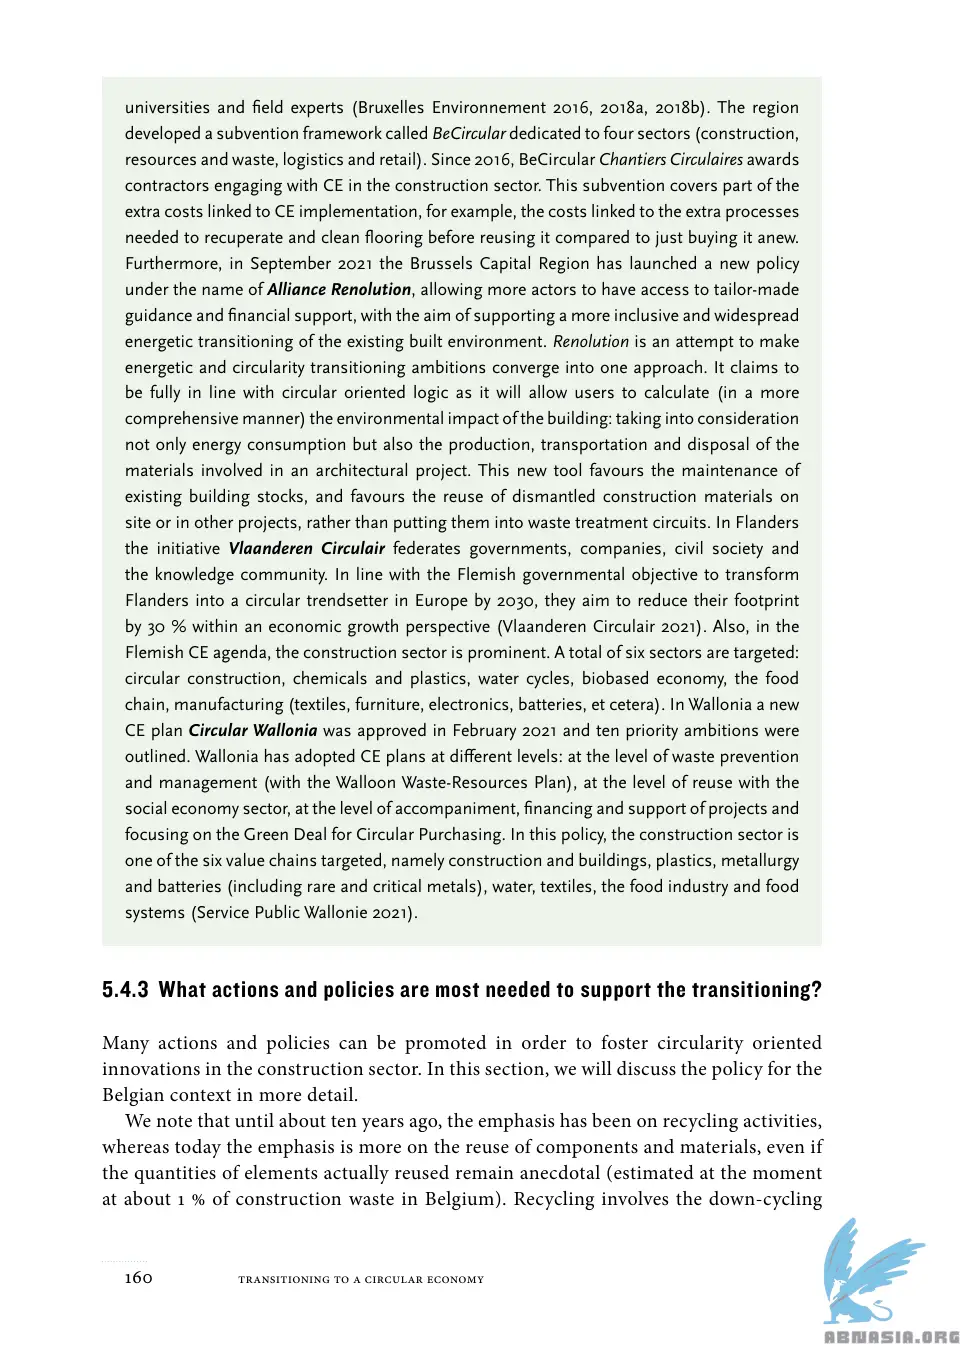 universities and field experts (Bruxelles Environnement 2016, 2018a, 2018b). The region
developed a subvention framework called BeCircular dedicated to four sectors (construction,
resources and waste, logistics and retail). Since 2016, BeCircular Chantiers Circulaires awards
contractors engaging with CE in the construction sector. This subvention covers part of the
extra costs linked to CE implementation, for example, the costs linked to the extra processes
needed to recuperate and clean flooring before reusing it compared to just buying it anew.
Furthermore, in September 2021 the Brussels Capital Region has launched a new policy
under the name of Alliance Renolution, allowing more actors to have access to tailor-made
guidance and financial support, with the aim of supporting a more inclusive and widespread
energetic transitioning of the existing built environment. Renolution is an attempt to make
energetic and circularity transitioning ambitions converge into one approach. It claims to
be fully in line with circular oriented logic as it will allow users to calculate (in a more
comprehensive manner) the environmental impact of the building: taking into consideration
not only energy consumption but also the production, transportation and disposal of the
materials involved in an architectural project. This new tool favours the maintenance of
existing building stocks, and favours the reuse of dismantled construction materials on
site or in other projects, rather than putting them into waste treatment circuits. In Flanders
the initiative Vlaanderen Circulair federates governments, companies, civil society and
the knowledge community. In line with the Flemish governmental objective to transform
Flanders into a circular trendsetter in Europe by 2030, they aim to reduce their footprint
by 30 % within an economic growth perspective (Vlaanderen Circulair 2021). Also, in the
Flemish CE agenda, the construction sector is prominent. A total of six sectors are targeted:
circular construction, chemicals and plastics, water cycles, biobased economy, the food
chain, manufacturing (textiles, furniture, electronics, batteries, et cetera). In Wallonia a new
CE plan Circular Wallonia was approved in February 2021 and ten priority ambitions were
outlined. Wallonia has adopted CE plans at different levels: at the level of waste prevention
and management (with the Walloon Waste-Resources Plan), at the level of reuse with the
social economy sector, at the level of accompaniment, financing and support of projects and
focusing on the Green Deal for Circular Purchasing. In this policy, the construction sector is
one of the six value chains targeted, namely construction and buildings, plastics, metallurgy
and batteries (including rare and critical metals), water, textiles, the food industry and food
systems (Service Public Wallonie 2021).
5.4.3 What actions and policies are most needed to support the transitioning?
Many actions and policies can be promoted in order to foster circularity oriented
innovations in the construction sector. In this section, we will discuss the policy for the
Belgian context in more detail.
We note that until about ten years ago, the emphasis has been on recycling activities,
whereas today the emphasis is more on the reuse of components and materials, even if
the quantities of elements actually reused remain anecdotal (estimated at the moment
at about 1 % of construction waste in Belgium). Recycling involves the down-cycling
160 TRANSITIONING TO A CIRCULAR ECONOMY
ABNASIA.ORG